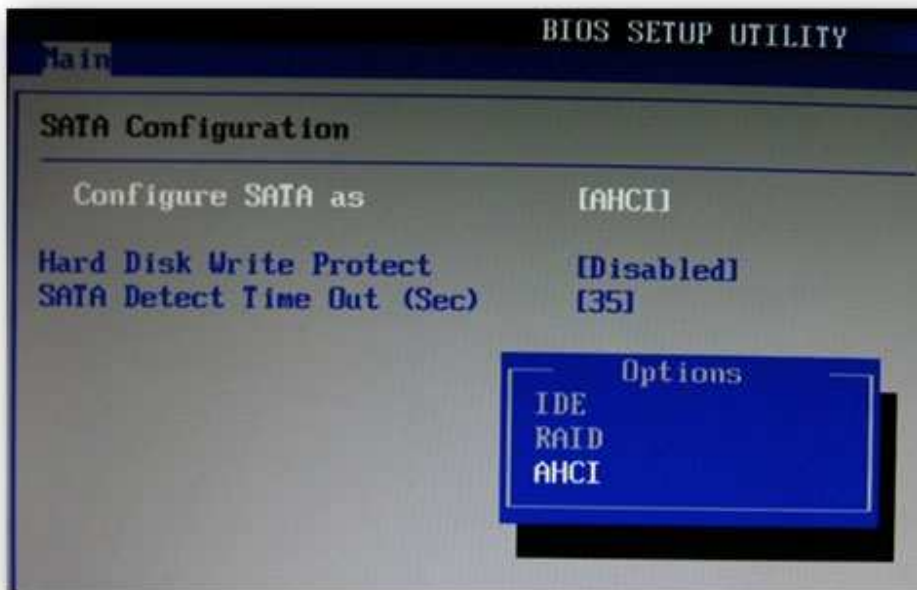 BIOS SETUP UTILITY
Main
SATA Configuration
Configure SATA as [AHCI]
Hard Disk Write Protect [Disabled]
SATA Detect Time Out (Sec) [35]
Options
IDE
RAID
AHCI